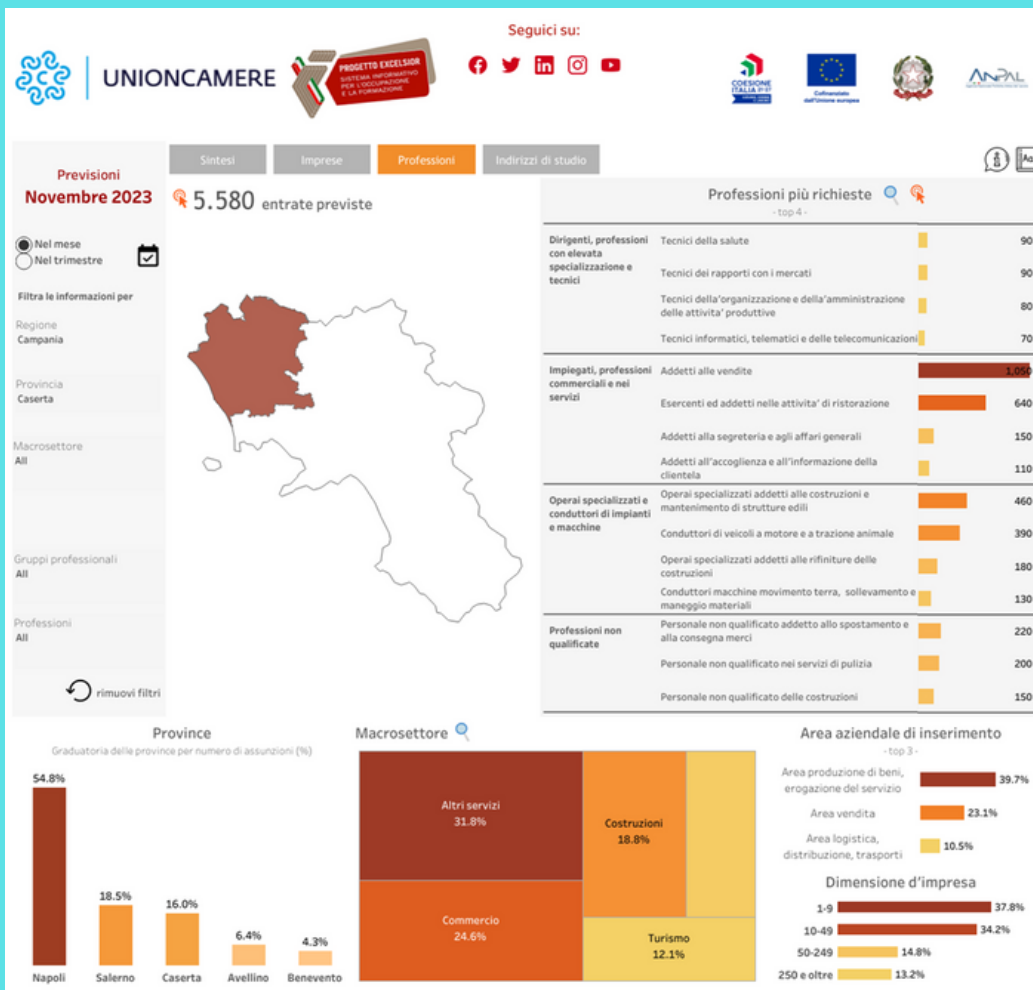 Seguici su:
UNIONCAMERE
PROGETTO EXCELSIOR
SISTEMA INFORMATIVO
PER L'OCCUPAZIONE
E LA FORMAZIONE
COESIONE
ITALIA 21-27
Cofinanziato
dall'Unione europea
ANPAL
Previsioni
Novembre 2023
Nel mese
Nel trimestre
Filtra le informazioni per
Regione
Campania
Provincia
Caserta
Macrosettore
All
Gruppi professionali
All
Professioni
All
rimuovi filtri
Sintesi
Imprese
Professioni
Indirizzi di studio
5.580 entrate previste
Professioni più richieste
- top 4 -
Dirigenti, professioni
con elevata
specializzazione e
tecnici
Tecnici della salute
90
Tecnici dei rapporti con i mercati
90
Tecnici della'organizzazione e della'amministrazione
delle attivita' produttive
80
Tecnici informatici, telematici e delle telecomunicazioni
70
Impiegati, professioni
commerciali e nei
servizi
Addetti alle vendite
1,050
Esercenti ed addetti nelle attivita' di ristorazione
640
Addetti alla segreteria e agli affari generali
150
Addetti all'accoglienza e all'informazione della
clientela
110
Operai specializzati e
conduttori di impianti
e macchine
Operai specializzati addetti alle costruzioni e
mantenimento di strutture edili
460
Conduttori di veicoli a motore e a trazione animale
390
Operai specializzati addetti alle rifiniture delle
costruzioni
180
Conduttori macchine movimento terra, sollevamento e
maneggio materiali
130
Professioni non
qualificate
Personale non qualificato addetto allo spostamento e
alla consegna merci
220
Personale non qualificato nei servizi di pulizia
200
Personale non qualificato delle costruzioni
150
Province
Graduatoria delle province per numero di assunzioni (%)
54.8%
18.5%
16.0%
6.4%
4.3%
Napoli
Salerno
Caserta
Avellino
Benevento
Macrosettore
Altri servizi
31.8%
Commercio
24.6%
Costruzioni
18.8%
Turismo
12.1%
Area aziendale di inserimento
- top 3 -
Area produzione di beni,
erogazione del servizio
39.7%
Area vendita
23.1%
Area logistica,
distribuzione, trasporti
10.5%
Dimensione d'impresa
1-9
37.8%
10-49
34.2%
50-249
14.8%
250 e oltre
13.2%